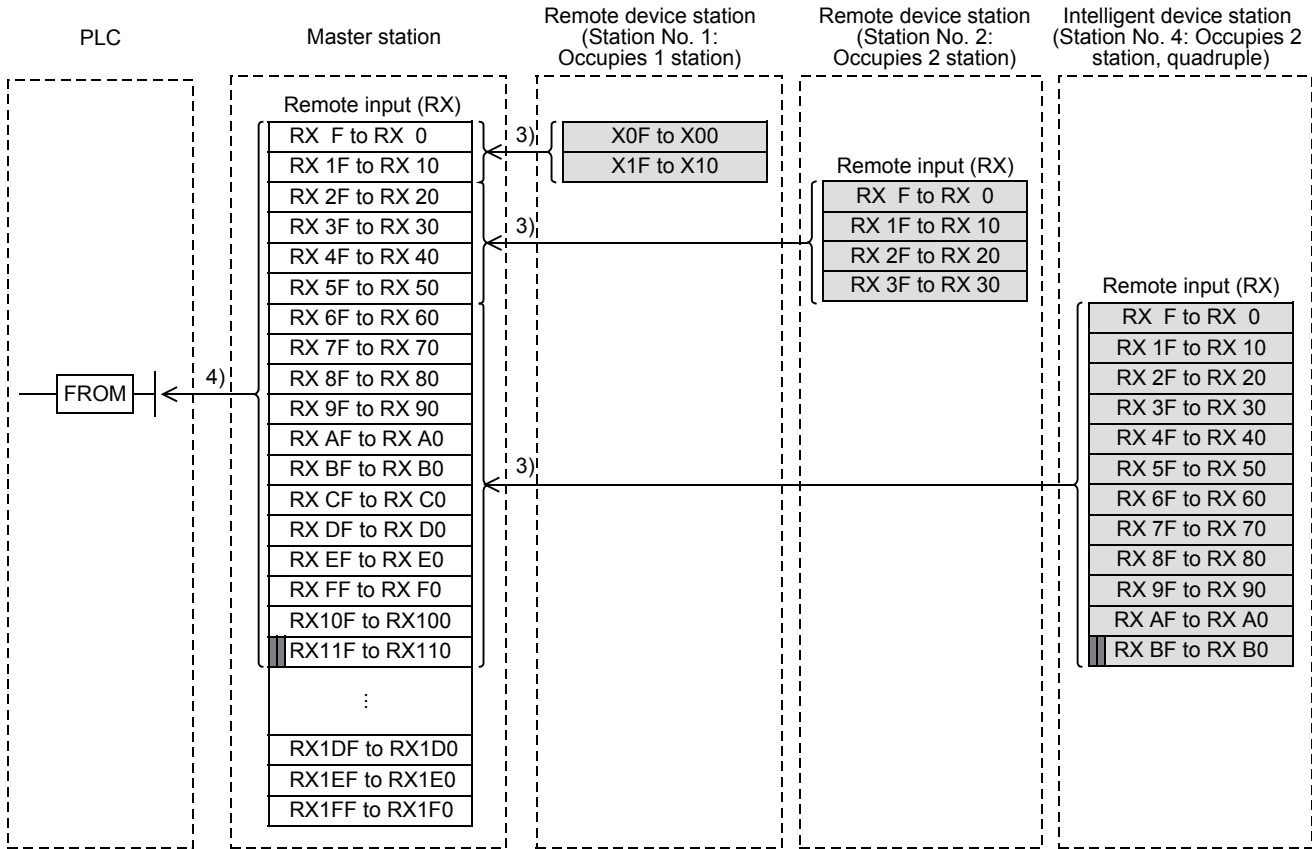 PLC
Master station
Remote device station
(Station No. 1:
Occupies 1 station)
Remote device station
(Station No. 2:
Occupies 2 station)
Intelligent device station
(Station No. 4: Occupies 2
station, quadruple)
FROM
4)
Remote input (RX)
RX F to RX 0
RX 1F to RX 10
RX 2F to RX 20
RX 3F to RX 30
RX 4F to RX 40
RX 5F to RX 50
RX 6F to RX 60
RX 7F to RX 70
RX 8F to RX 80
RX 9F to RX 90
RX AF to RX A0
RX BF to RX B0
RX CF to RX C0
RX DF to RX D0
RX EF to RX E0
RX FF to RX F0
RX10F to RX100
RX11F to RX110
...
RX1DF to RX1D0
RX1EF to RX1E0
RX1FF to RX1F0
3)
3)
3)
X0F to X00
X1F to X10
Remote input (RX)
RX F to RX 0
RX 1F to RX 10
RX 2F to RX 20
RX 3F to RX 30
Remote input (RX)
RX F to RX 0
RX 1F to RX 10
RX 2F to RX 20
RX 3F to RX 30
RX 4F to RX 40
RX 5F to RX 50
RX 6F to RX 60
RX 7F to RX 70
RX 8F to RX 80
RX 9F to RX 90
RX AF to RX A0
RX BF to RX B0